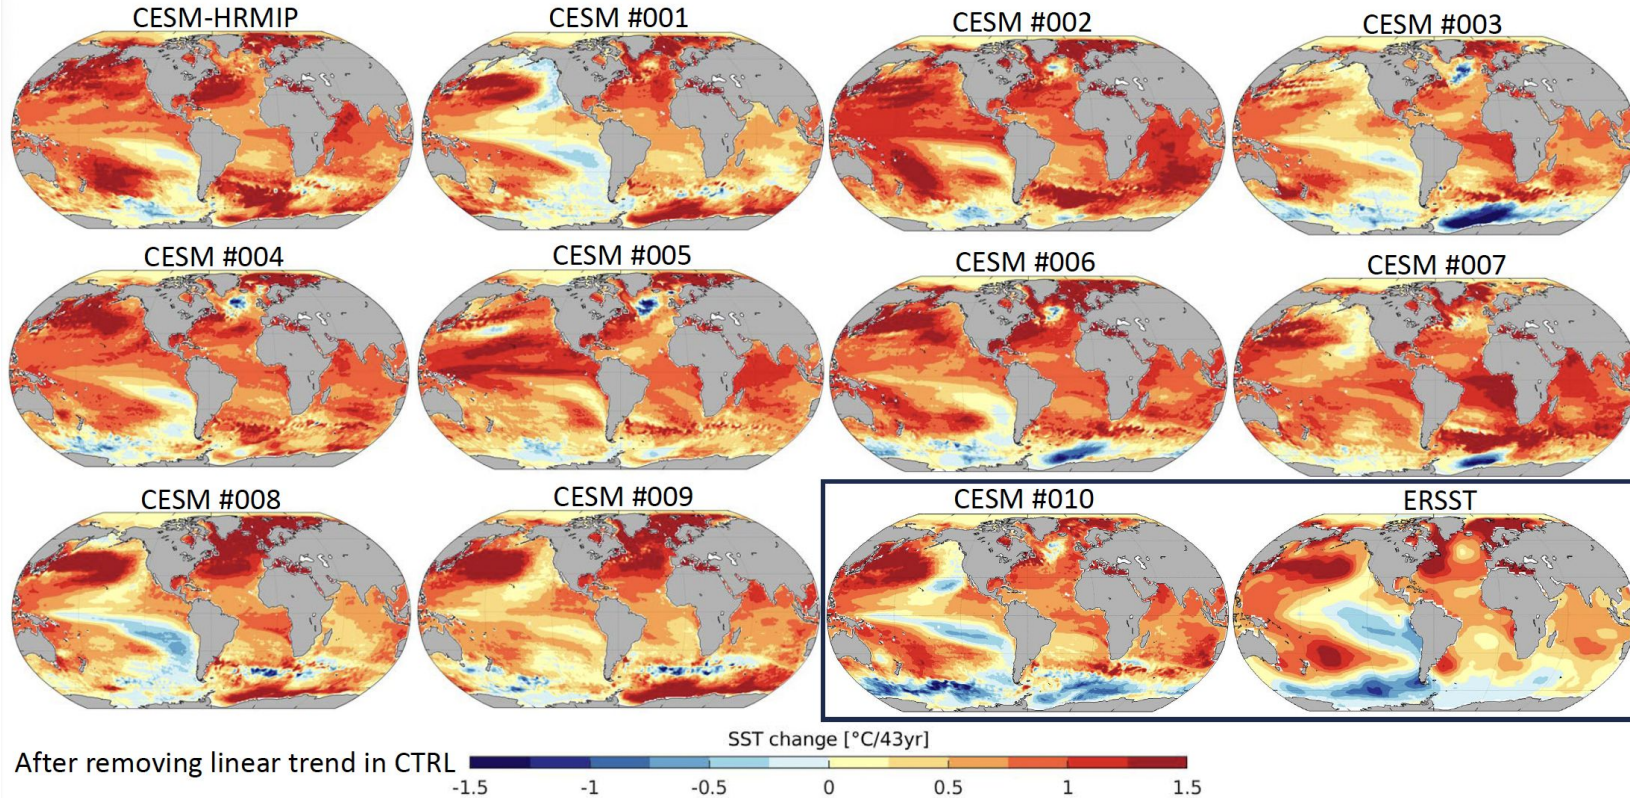 CESM-HRMIP
CESM #001
CESM #002
CESM #003
CESM #004
CESM #005
CESM #006
CESM #007
CESM #008
CESM #009
CESM #010
ERSST
SST change [°C/43yr]
After removing linear trend in CTRL
-1.5 -1 -0.5 0 0.5 1 1.5